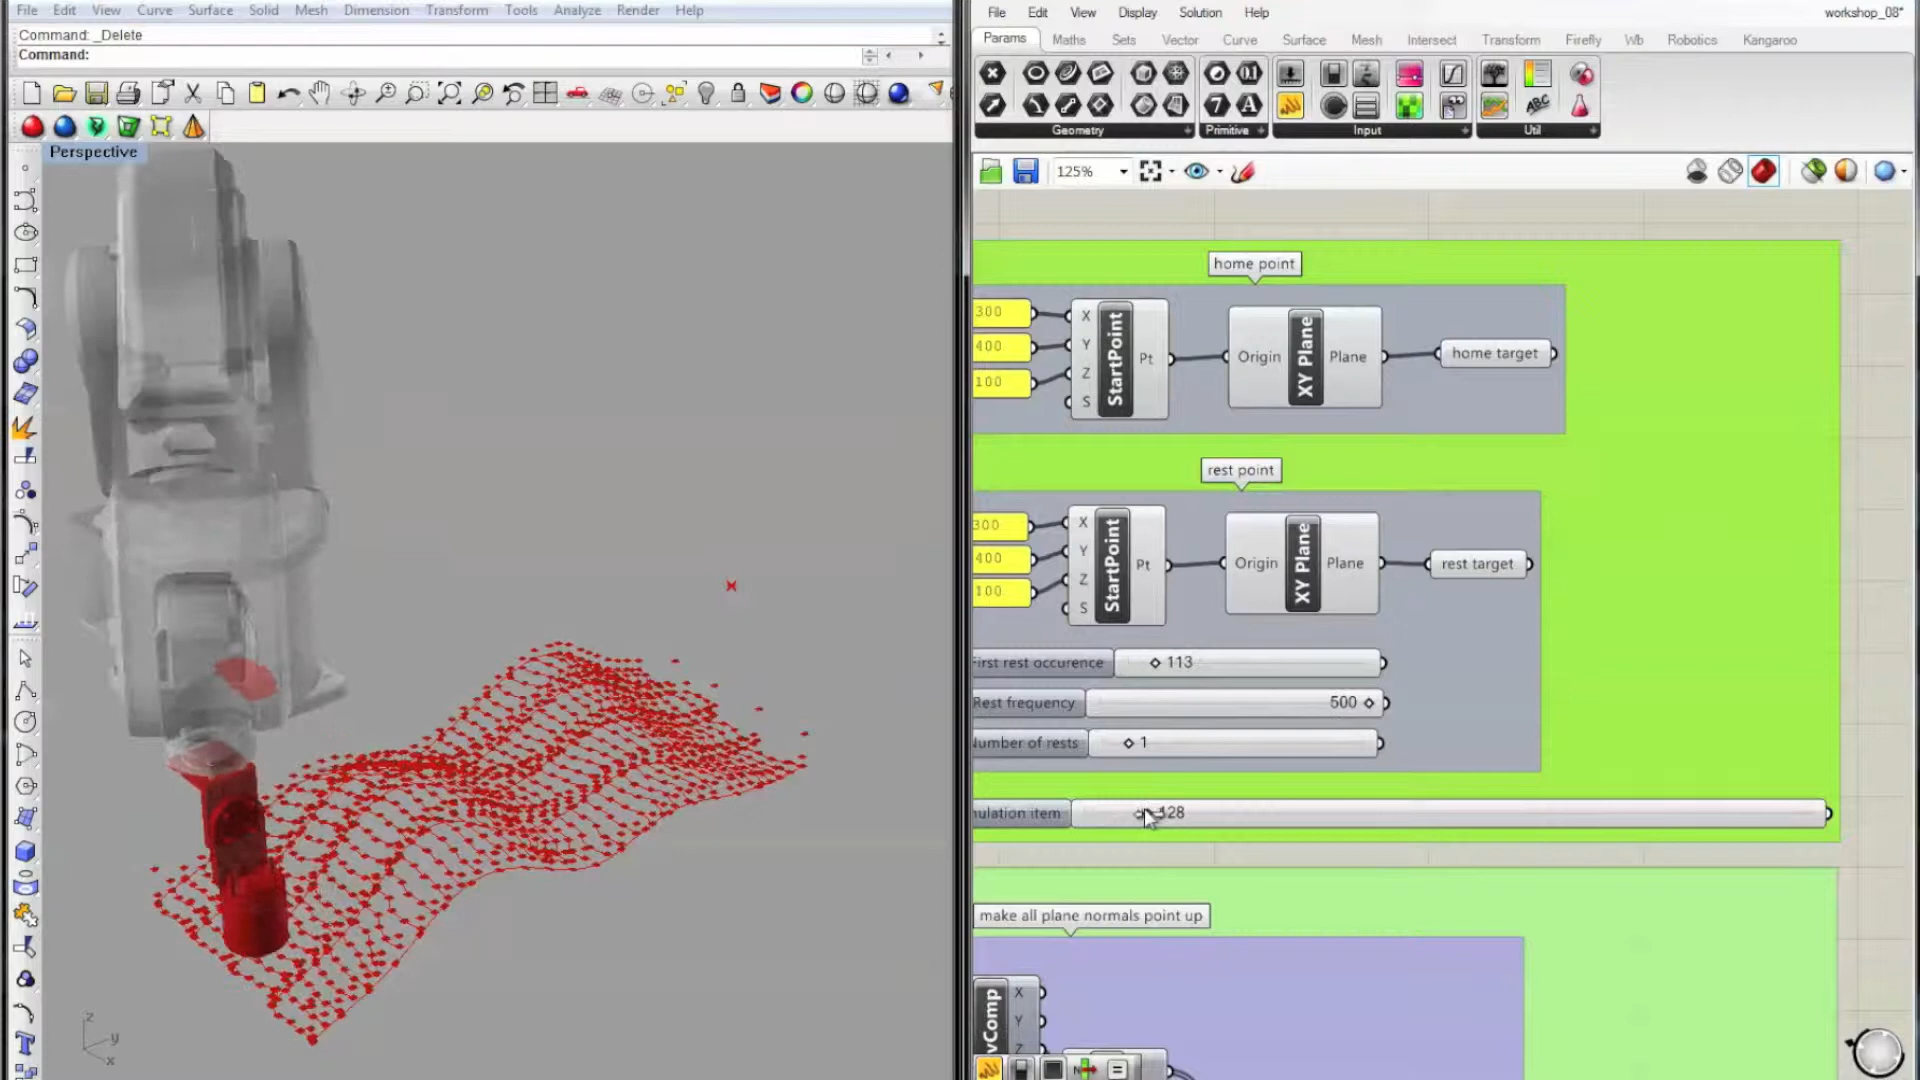 File Edit View Curve Surface Solid Mesh Dimension Transform Tools Analyze Render Help
Command: _Delete
Command:
Perspective
z
y
x
File Edit View Display Solution Help
workshop_08*
Params Maths Sets Vector Curve Surface Mesh Intersect Transform Firefly Wb Robotics Kangaroo
Geometry Primitive Input Util
125%
home point
300
400
100
X
Y
Z
S
StartPoint
Pt
Origin
XY Plane
Plane
home target
rest point
300
400
100
X
Y
Z
S
StartPoint
Pt
Origin
XY Plane
Plane
rest target
First rest occurence 113
Rest frequency 500
Number of rests 1
nulation item 128
make all plane normals point up
vComp
X
Y
Z